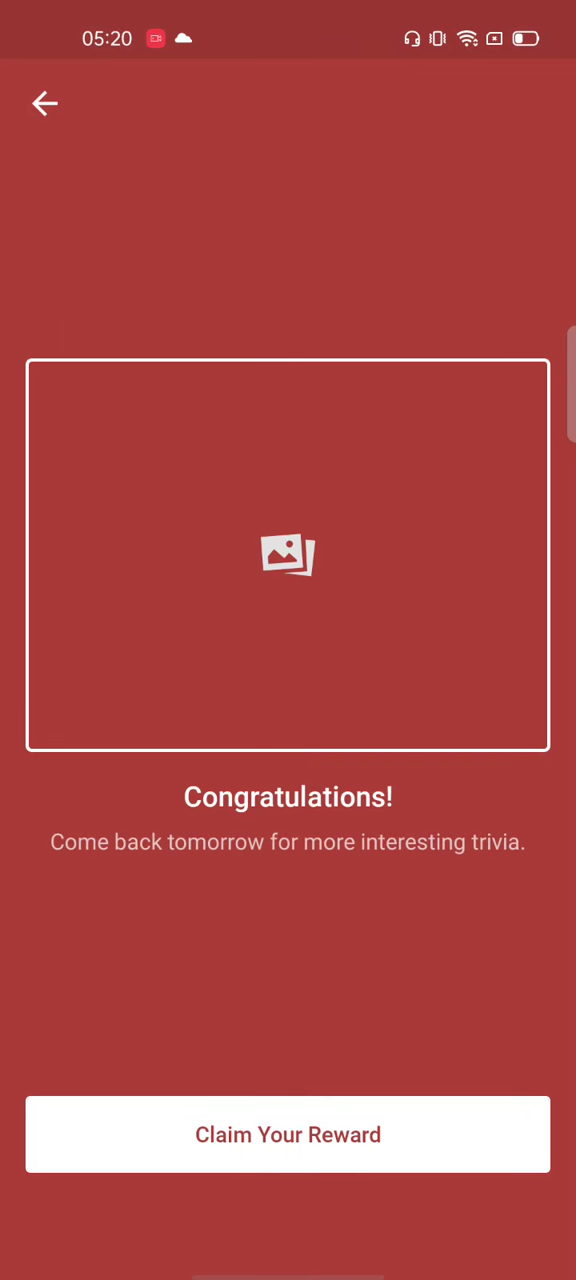 05:20
Congratulations!
Come back tomorrow for more interesting trivia.
Claim Your Reward